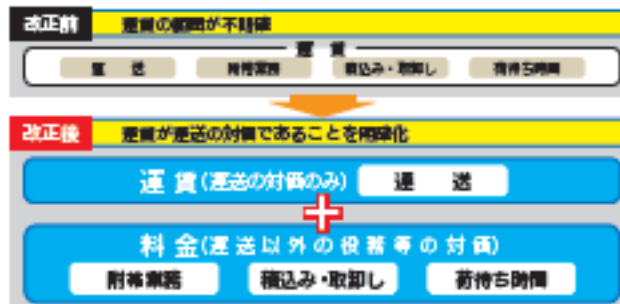 改正前 運賃の範囲が不明確
運 賃
運 送 附帯業務 積込み・取卸し 荷待ち時間
改正後 運賃が運送の対価であることを明確化
運 賃(運送の対価のみ) 運 送
+
料 金(運 送 以 外 の 役 務 等 の 対 価)
附帯業務 積込み・取卸し 荷待ち時間